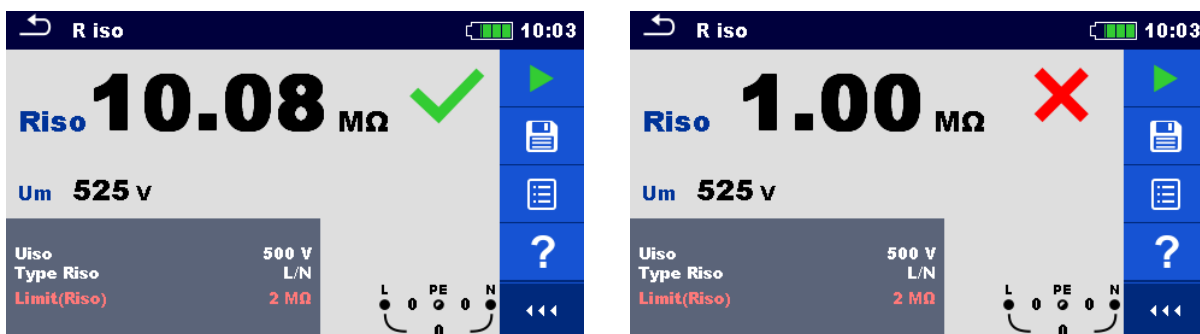 R iso 10:03
Riso 10.08 MΩ
Um 525 V
Uiso 500 V
Type Riso L/N
Limit(Riso) 2 MΩ
?
L PE N
0 0
0
R iso 10:03
Riso 1.00 MΩ
Um 525 V
Uiso 500 V
Type Riso L/N
Limit(Riso) 2 MΩ
?
L PE N
0 0
0